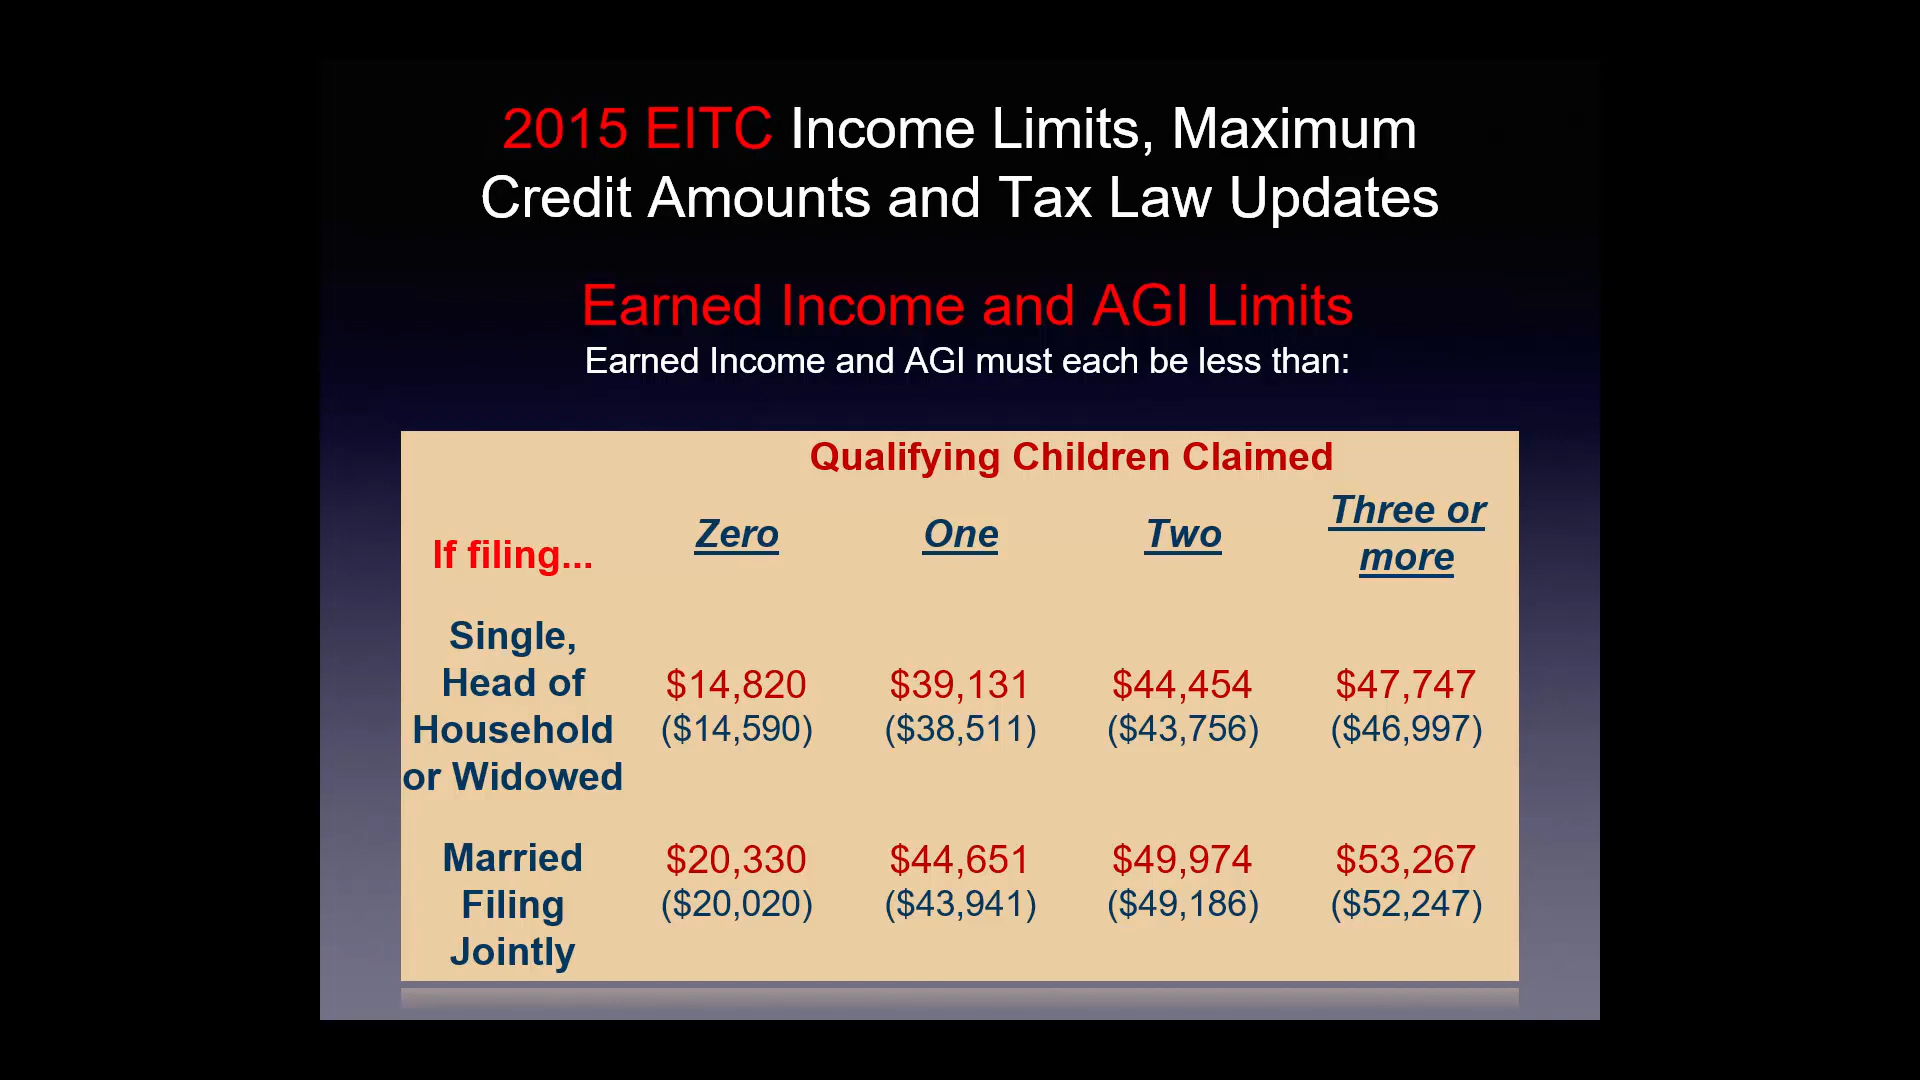 2015 EITC Income Limits, Maximum
Credit Amounts and Tax Law Updates
Earned Income and AGI Limits
Earned Income and AGI must each be less than:
Qualifying Children Claimed
If filing... Zero One Two Three or more
Single,
Head of
Household
or Widowed
$14,820 $39,131 $44,454 $47,747
($14,590) ($38,511) ($43,756) ($46,997)
Married
Filing
Jointly
$20,330 $44,651 $49,974 $53,267
($20,020) ($43,941) ($49,186) ($52,247)